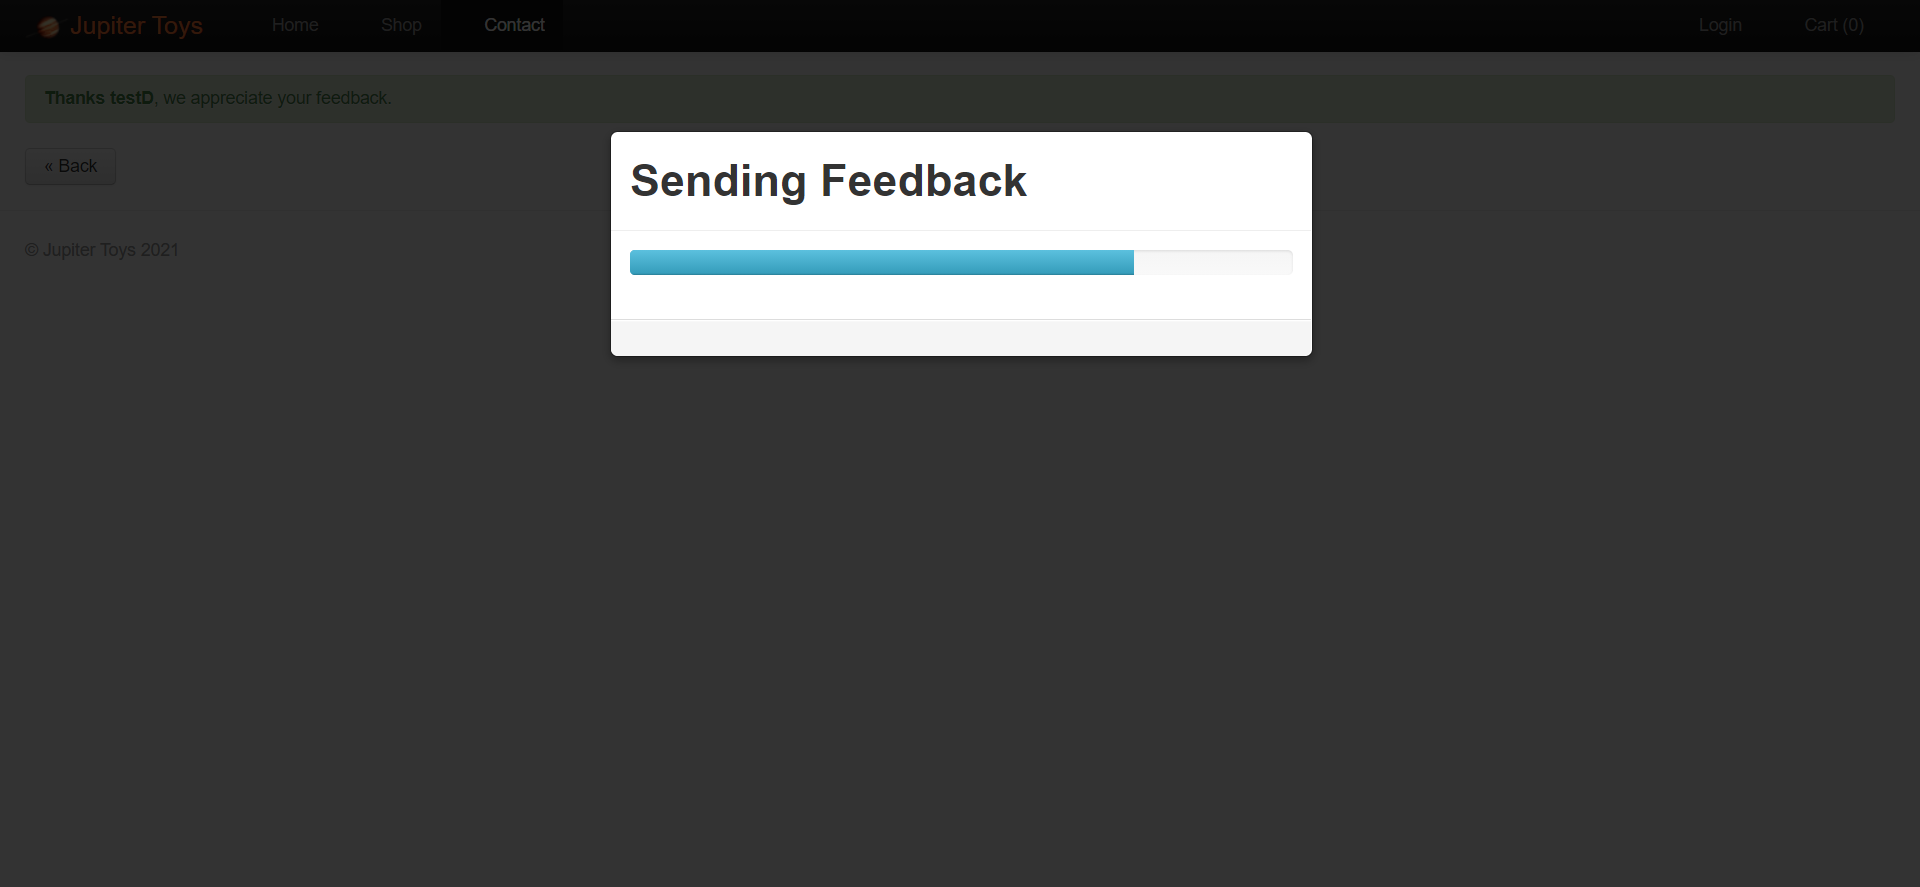 Jupiter Toys Home Shop Contact Login Cart (0)
Thanks testD, we appreciate your feedback.
« Back
Sending Feedback
© Jupiter Toys 2021